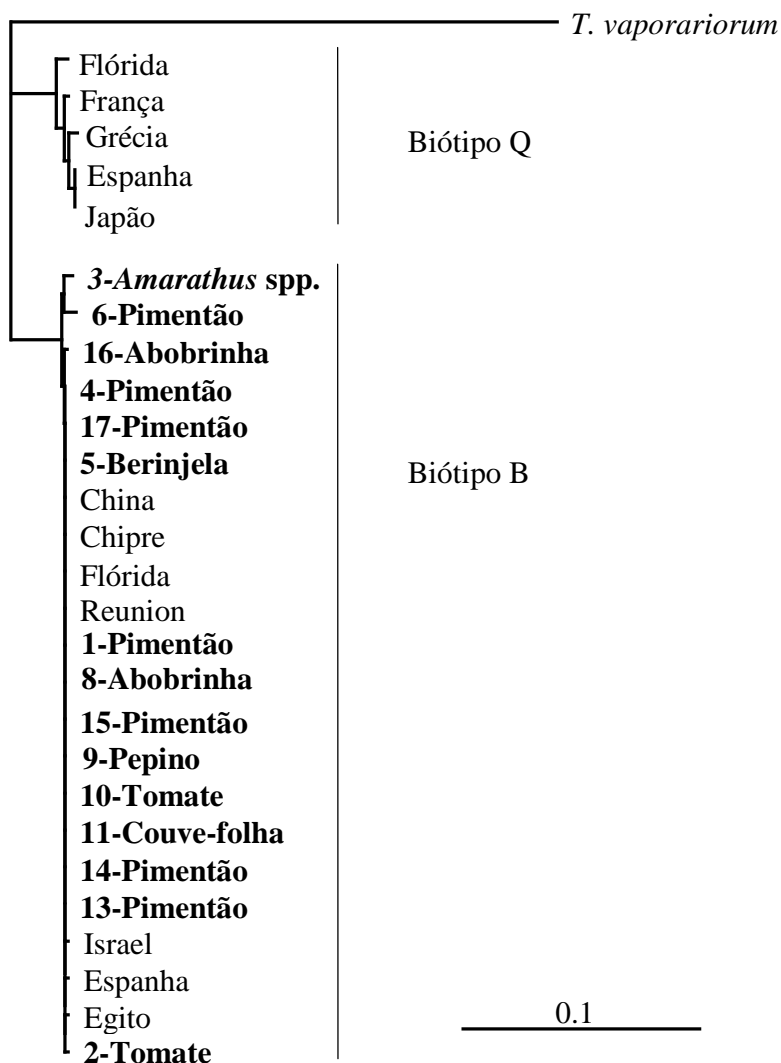 T. vaporariorum
Flórida
França
Grécia
Biótipo Q
Espanha
Japão
3-Amarathus spp.
6-Pimentão
16-Abobrinha
4-Pimentão
17-Pimentão
5-Berinjela
Biótipo B
China
Chipre
Flórida
Reunion
1-Pimentão
8-Abobrinha
15-Pimentão
9-Pepino
10-Tomate
11-Couve-folha
14-Pimentão
13-Pimentão
Israel
Espanha
Egito
0.1
2-Tomate